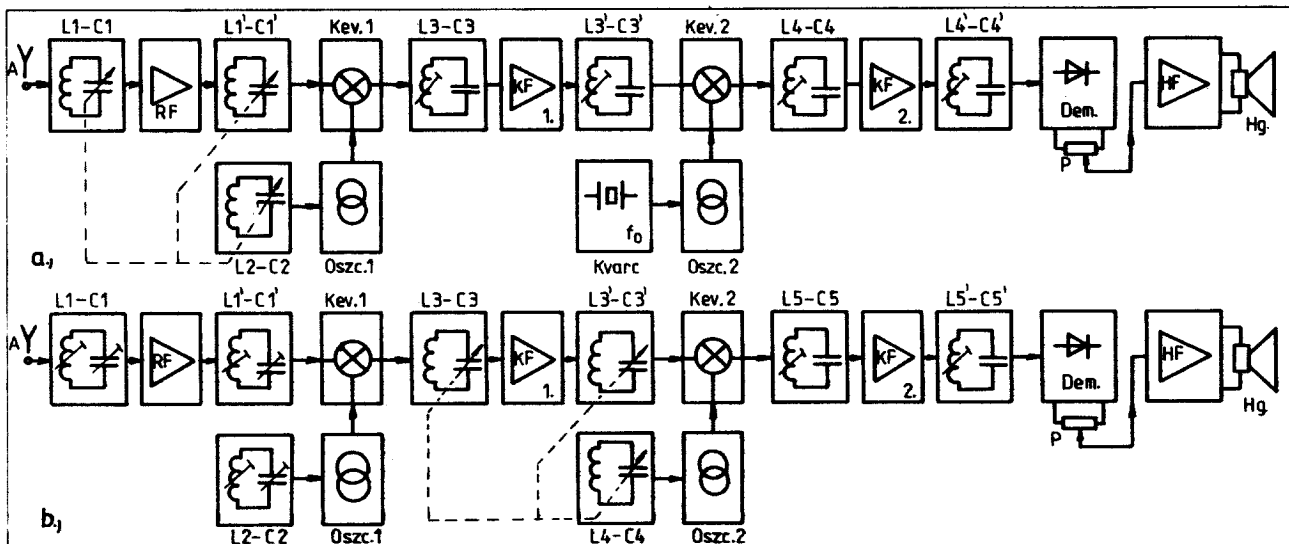 L1-C1 L1'-C1' Kev.1 L3-C3 L3'-C3' Kev.2 L4-C4 L4'-C4'
A RF KF 1. KF 2. Dem. HF
P Hg.
f₀
a., L2-C2 Oszc.1 Kvarc Oszc.2
L1-C1 L1'-C1' Kev.1 L3-C3 L3'-C3' Kev.2 L5-C5 L5'-C5'
A RF KF 1. KF 2. Dem. HF
P Hg.
b., L2-C2 Oszc.1 L4-C4 Oszc.2